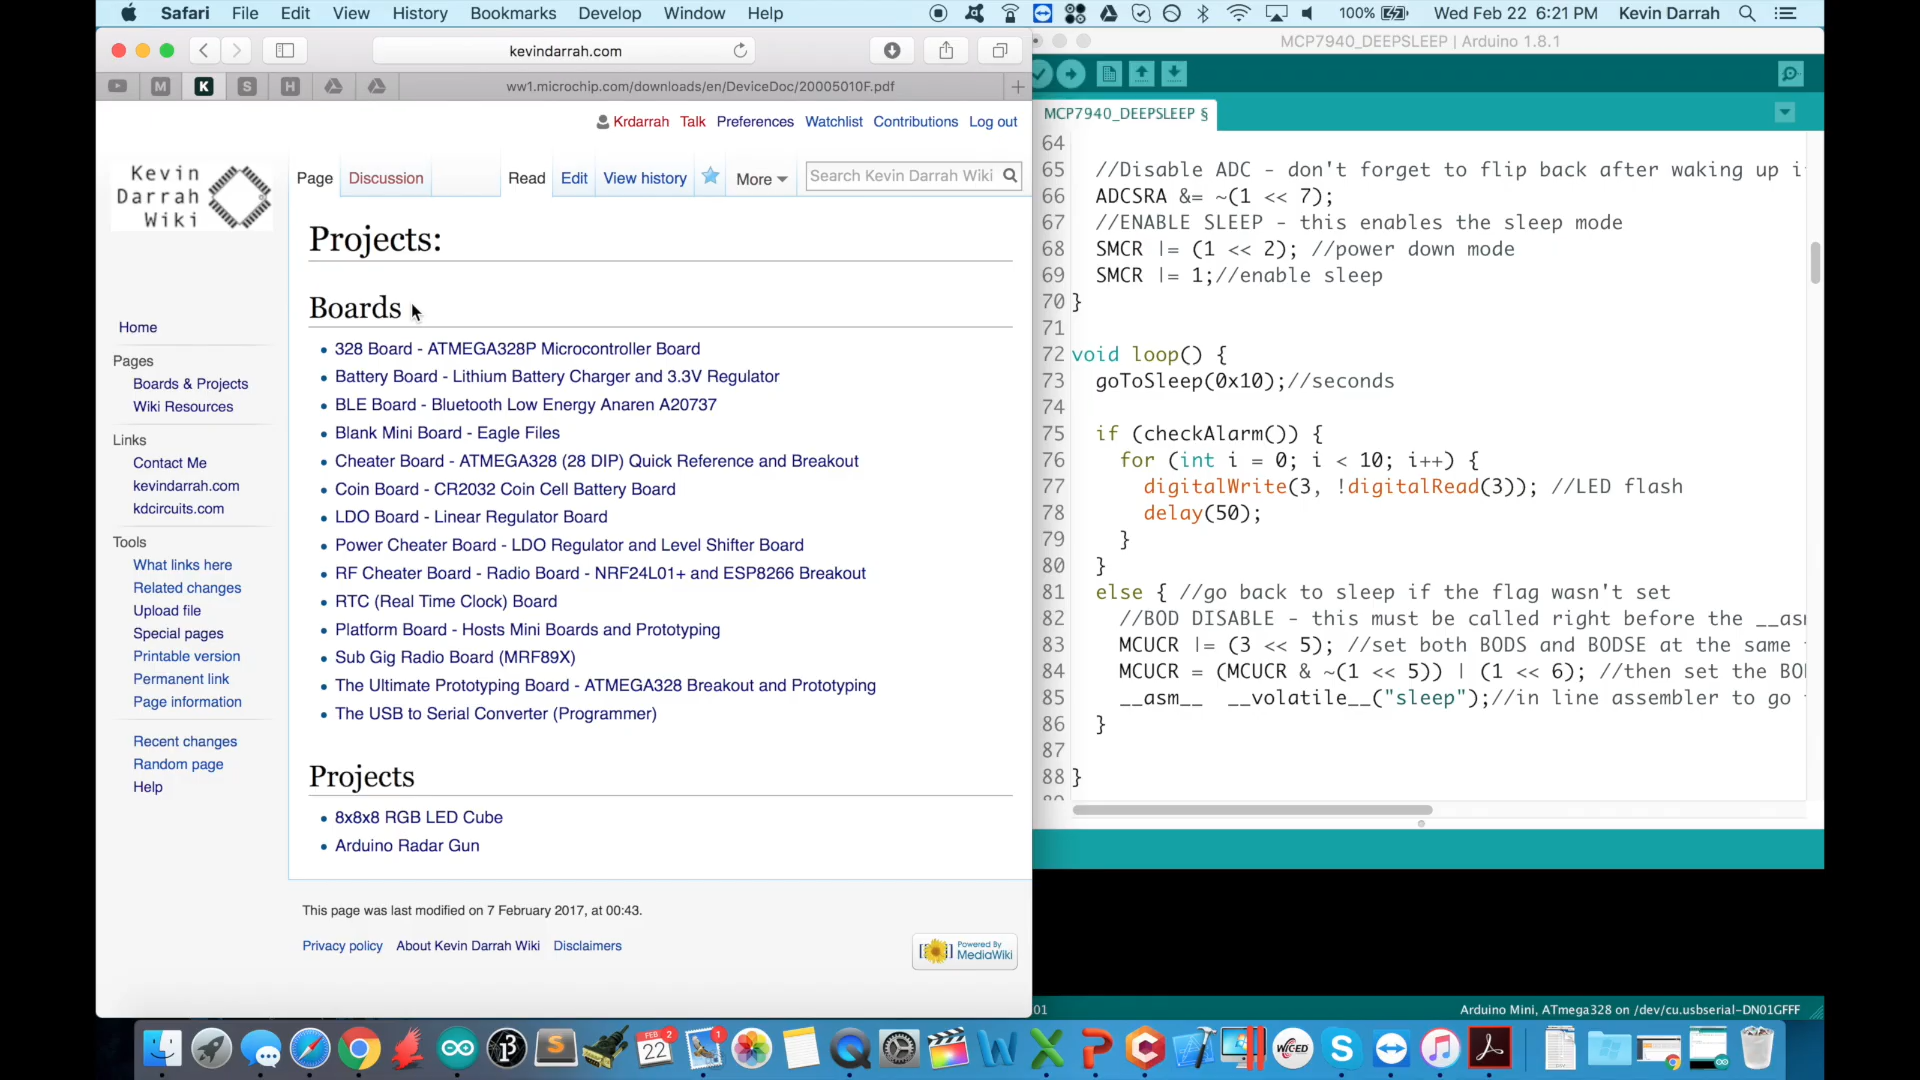 Safari File Edit View History Bookmarks Develop Window Help 100% Wed Feb 22 6:21 PM Kevin Darrah
kevindarrah.com
M K S H ww1.microchip.com/downloads/en/DeviceDoc/20005010F.pdf
Krdarrah Talk Preferences Watchlist Contributions Log out
Kevin
Darrah
Wiki
Page Discussion Read Edit View history More Search Kevin Darrah Wiki
Home
Pages
Boards & Projects
Wiki Resources
Links
Contact Me
kevindarrah.com
kdcircuits.com
Tools
What links here
Related changes
Upload file
Special pages
Printable version
Permanent link
Page information
Recent changes
Random page
Help
Projects:
Boards
328 Board - ATMEGA328P Microcontroller Board
Battery Board - Lithium Battery Charger and 3.3V Regulator
BLE Board - Bluetooth Low Energy Anaren A20737
Blank Mini Board - Eagle Files
Cheater Board - ATMEGA328 (28 DIP) Quick Reference and Breakout
Coin Board - CR2032 Coin Cell Battery Board
LDO Board - Linear Regulator Board
Power Cheater Board - LDO Regulator and Level Shifter Board
RF Cheater Board - Radio Board - NRF24L01+ and ESP8266 Breakout
RTC (Real Time Clock) Board
Platform Board - Hosts Mini Boards and Prototyping
Sub Gig Radio Board (MRF89X)
The Ultimate Prototyping Board - ATMEGA328 Breakout and Prototyping
The USB to Serial Converter (Programmer)
Projects
8x8x8 RGB LED Cube
Arduino Radar Gun
This page was last modified on 7 February 2017, at 00:43.
Privacy policy About Kevin Darrah Wiki Disclaimers
Powered By
MediaWiki
MCP7940_DEEPSLEEP | Arduino 1.8.1
MCP7940_DEEPSLEEP §
64
65 //Disable ADC - don't forget to flip back after waking up i
66 ADCSRA &= ~(1 << 7);
67 //ENABLE SLEEP - this enables the sleep mode
68 SMCR |= (1 << 2); //power down mode
69 SMCR |= 1;//enable sleep
70 }
71
72 void loop() {
73 goToSleep(0x10);//seconds
74
75 if (checkAlarm()) {
76 for (int i = 0; i < 10; i++) {
77 digitalWrite(3, !digitalRead(3)); //LED flash
78 delay(50);
79 }
80 }
81 else { //go back to sleep if the flag wasn't set
82 //BOD DISABLE - this must be called right before the __as
83 MCUCR |= (3 << 5); //set both BODS and BODSE at the same
84 MCUCR = (MCUCR & ~(1 << 5)) | (1 << 6); //then set the BO
85 __asm__ __volatile__("sleep");//in line assembler to go
86 }
87
88 }
01 Arduino Mini, ATmega328 on /dev/cu.usbserial-DN01GFFF
FEB 2
22
1
S
W
X
P
C
WICED
S